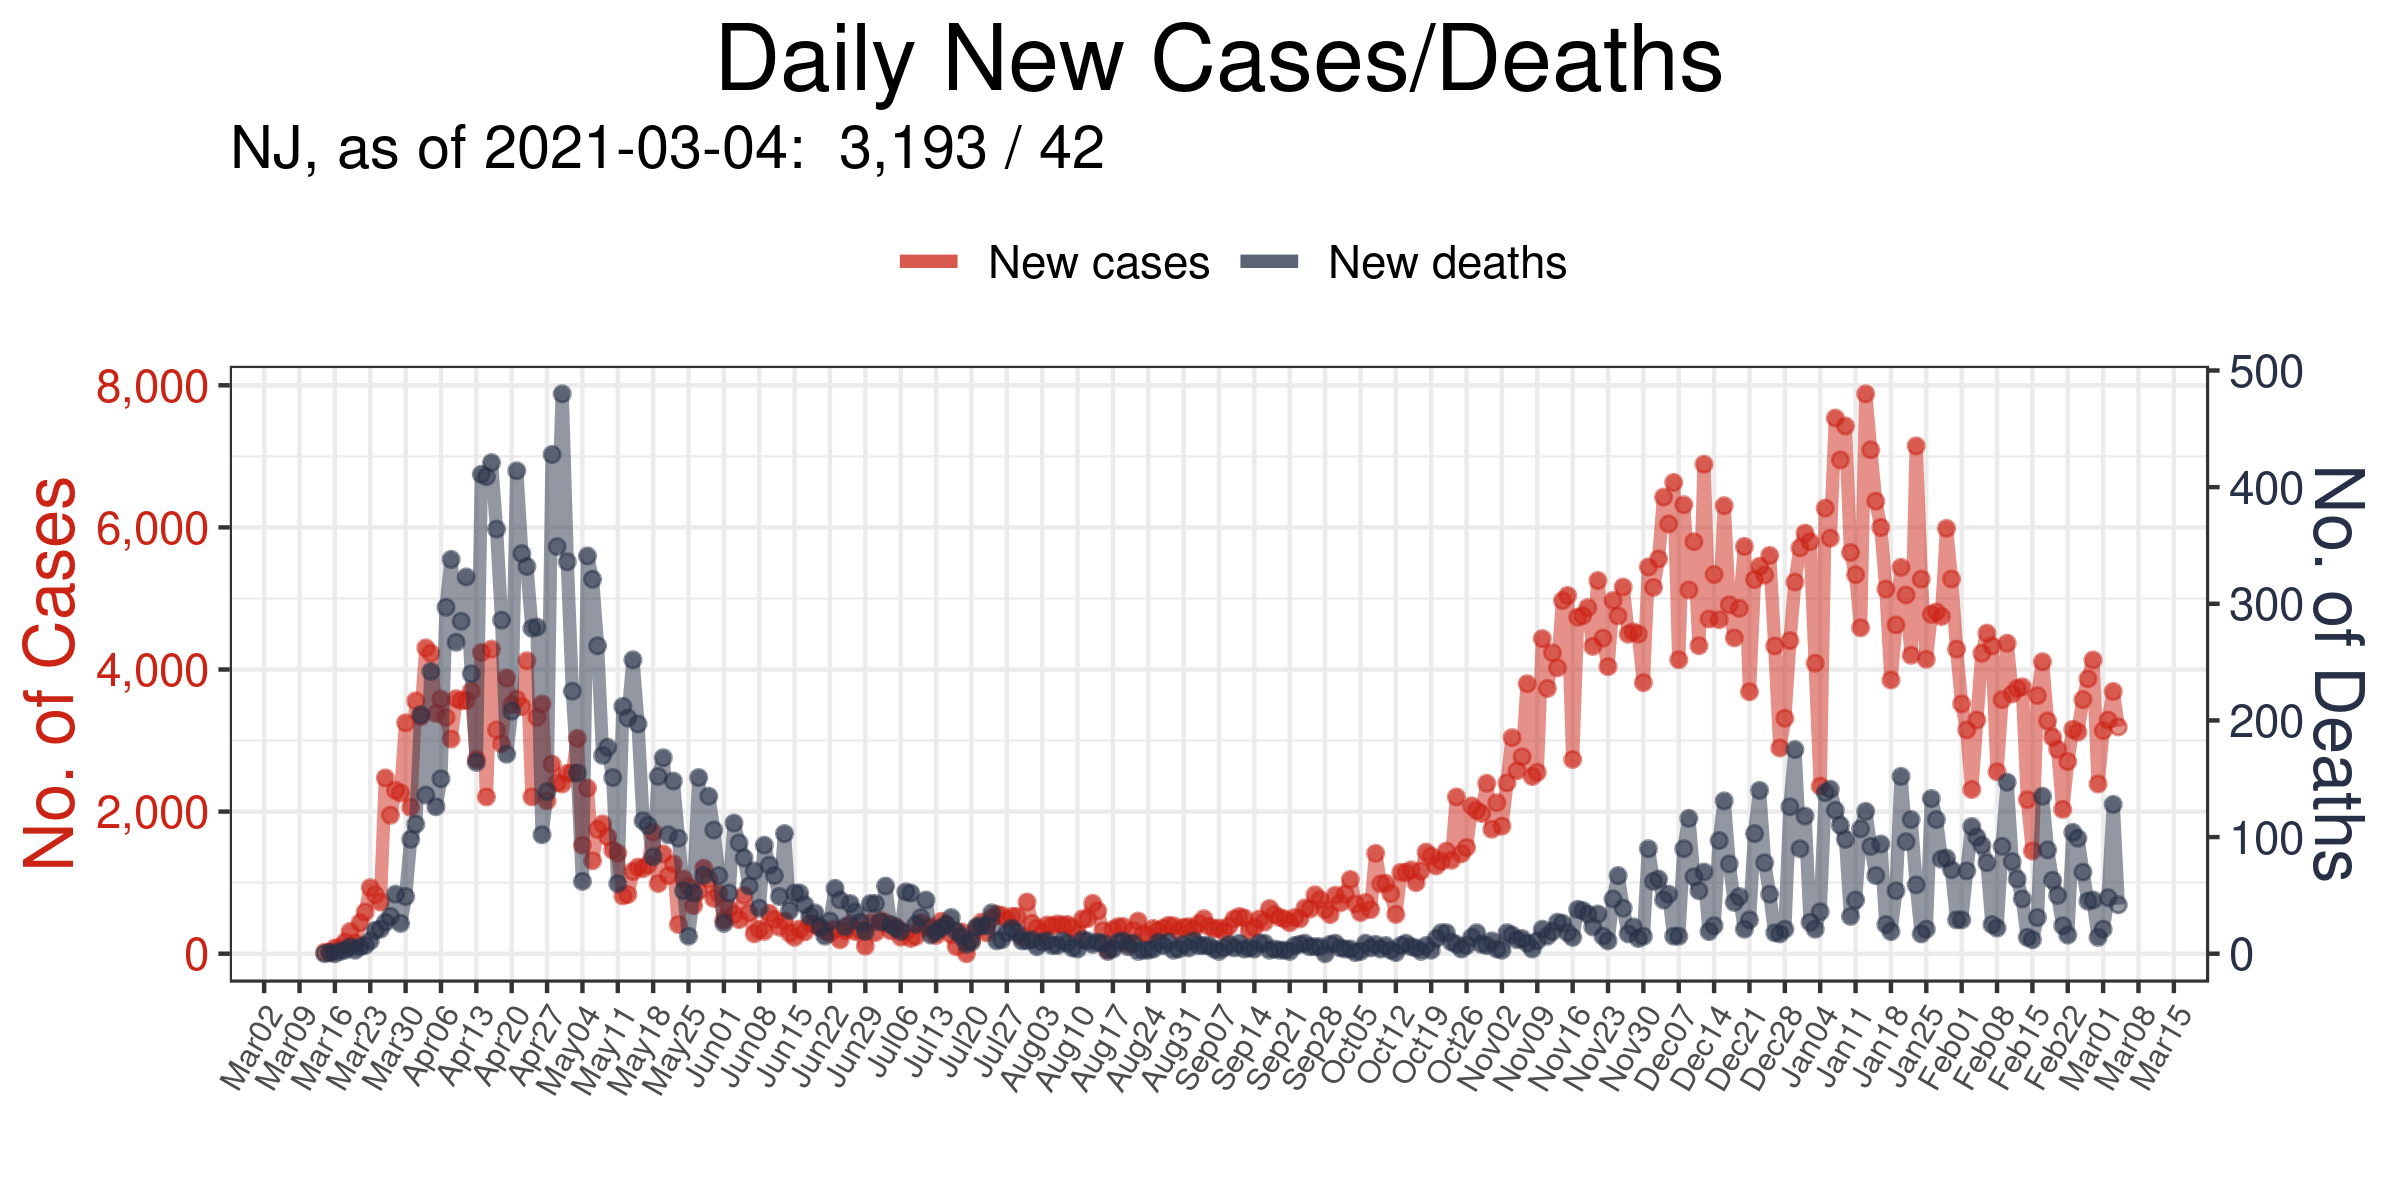 Daily New Cases/Deaths
NJ, as of 2021-03-04:  3,193 / 42
New cases
New deaths
No. of Cases
8,000
6,000
4,000
2,000
0
500
400
300
200
100
0
No. of Deaths
Mar02
Mar09
Mar16
Mar23
Mar30
Apr06
Apr13
Apr20
Apr27
May04
May11
May18
May25
Jun01
Jun08
Jun15
Jun22
Jun29
Jul06
Jul13
Jul20
Jul27
Aug03
Aug10
Aug17
Aug24
Aug31
Sep07
Sep14
Sep21
Sep28
Oct05
Oct12
Oct19
Oct26
Nov02
Nov09
Nov16
Nov23
Nov30
Dec07
Dec14
Dec21
Dec28
Dec04
Jan11
Jan18
Jan25
Feb01
Feb08
Feb15
Feb22
Mar01
Mar08
Mar15